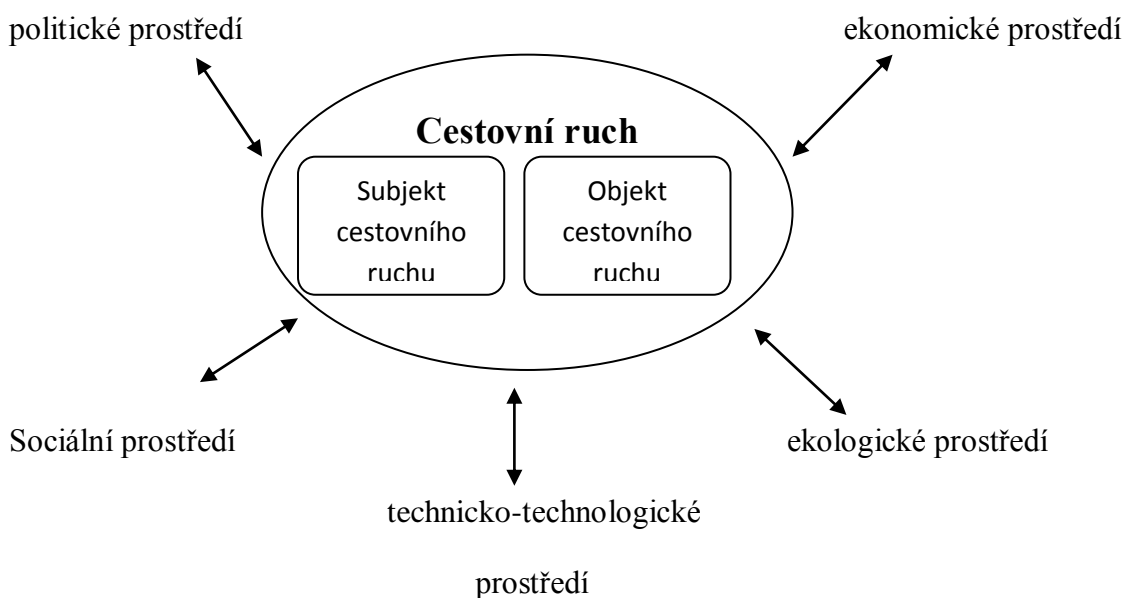 politické prostředí
ekonomické prostředí
Cestovní ruch
Subjekt
cestovního
ruchu
Objekt
cestovního
ruchu
Sociální prostředí
ekologické prostředí
technicko-technologické
prostředí